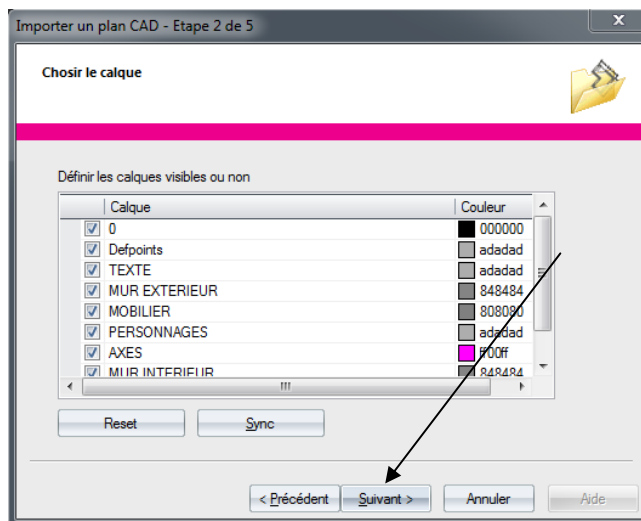 Importer un plan CAD - Etape 2 de 5
x
Chosir le calque
Définir les calques visibles ou non
Calque Couleur
0 000000
Defpoints adadad
TEXTE adadad
MUR EXTERIEUR 848484
MOBILIER 808080
PERSONNAGES adadad
AXES ff00ff
MUR INTERIEUR 848484
Reset Sync
< Précédent Suivant > Annuler Aide